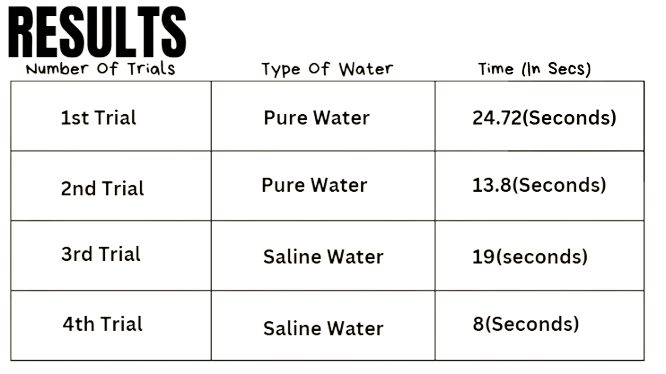 RESULTS
Number Of Trials Type Of Water Time (In Secs)
1st Trial Pure Water 24.72(Seconds)
2nd Trial Pure Water 13.8(Seconds)
3rd Trial Saline Water 19(seconds)
4th Trial Saline Water 8(Seconds)